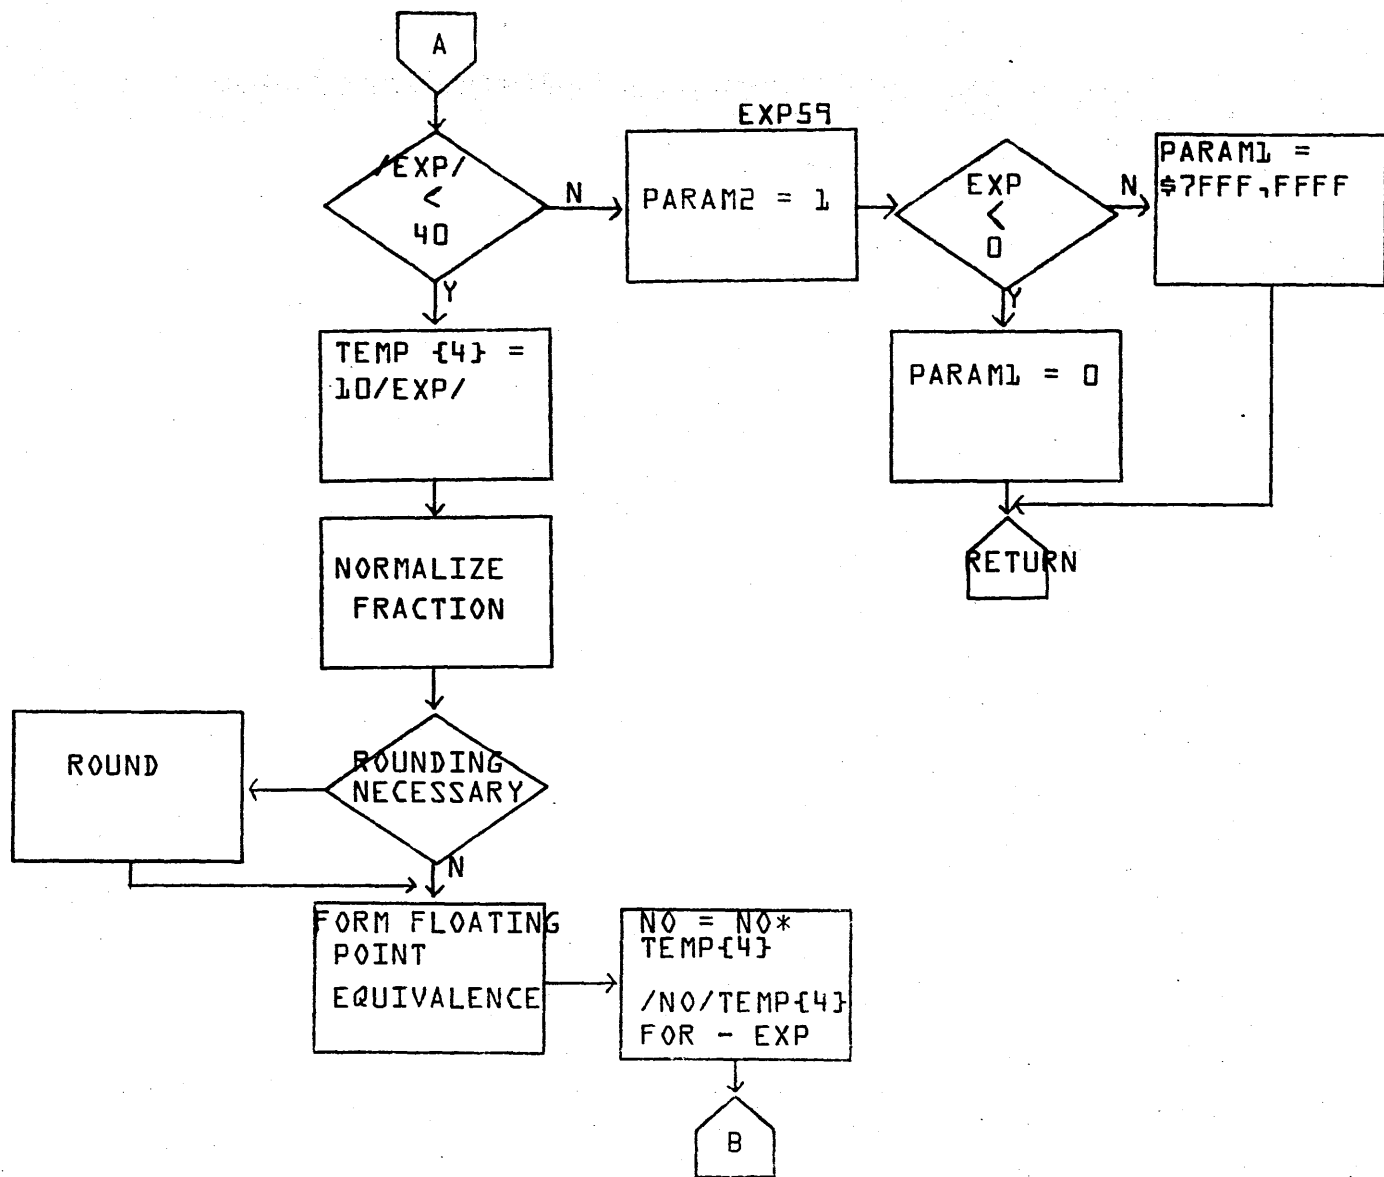 A
/EXP/
<
40
N
Y
EXP59
PARAM2 = 1
EXP
<
0
N
Y
PARAM1 =
$7FFF,FFFF
PARAM1 = 0
RETURN
TEMP {4} =
10/EXP/
NORMALIZE
FRACTION
ROUNDING
NECESSARY
N
ROUND
FORM FLOATING
POINT
EQUIVALENCE
NO = NO*
TEMP{4}
/NO/TEMP{4}
FOR - EXP
B